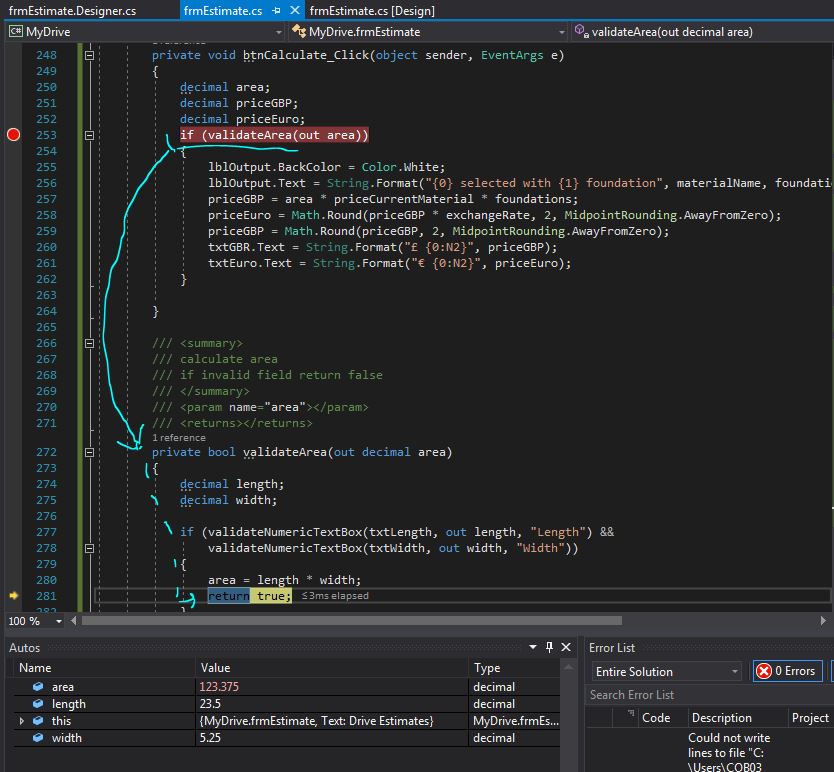 frmEstimate.Designer.cs frmEstimate.cs frmEstimate.cs [Design]
C# MyDrive MyDrive.frmEstimate validateArea(out decimal area)
248 private void btnCalculate_Click(object sender, EventArgs e)
249 {
250 decimal area;
251 decimal priceGBP;
252 decimal priceEuro;
253 if (validateArea(out area))
254 {
255 lblOutput.BackColor = Color.White;
256 lblOutput.Text = String.Format("{0} selected with {1} foundation", materialName, foundatio
257 priceGBP = area * priceCurrentMaterial * foundations;
258 priceEuro = Math.Round(priceGBP * exchangeRate, 2, MidpointRounding.AwayFromZero);
259 priceGBP = Math.Round(priceGBP, 2, MidpointRounding.AwayFromZero);
260 txtGBR.Text = String.Format("£ {0:N2}", priceGBP);
261 txtEuro.Text = String.Format("€ {0:N2}", priceEuro);
262 }
263
264 }
265
266 /// <summary>
267 /// calculate area
268 /// if invalid field return false
269 /// </summary>
270 /// <param name="area"></param>
271 /// <returns></returns>
1 reference
272 private bool validateArea(out decimal area)
273 {
274 decimal length;
275 decimal width;
276
277 if (validateNumericTextBox(txtLength, out length, "Length") &&
278 validateNumericTextBox(txtWidth, out width, "Width"))
279 {
280 area = length * width;
281 return true; ≤3ms elapsed
282 }
100 %
Autos
Name Value Type
area 123.375 decimal
length 23.5 decimal
this {MyDrive.frmEstimate, Text: Drive Estimates} MyDrive.frmEs...
width 5.25 decimal
Error List
Entire Solution 0 Errors
Search Error List
Code Description Project
Could not write
lines to file "C:
\Users\COB03